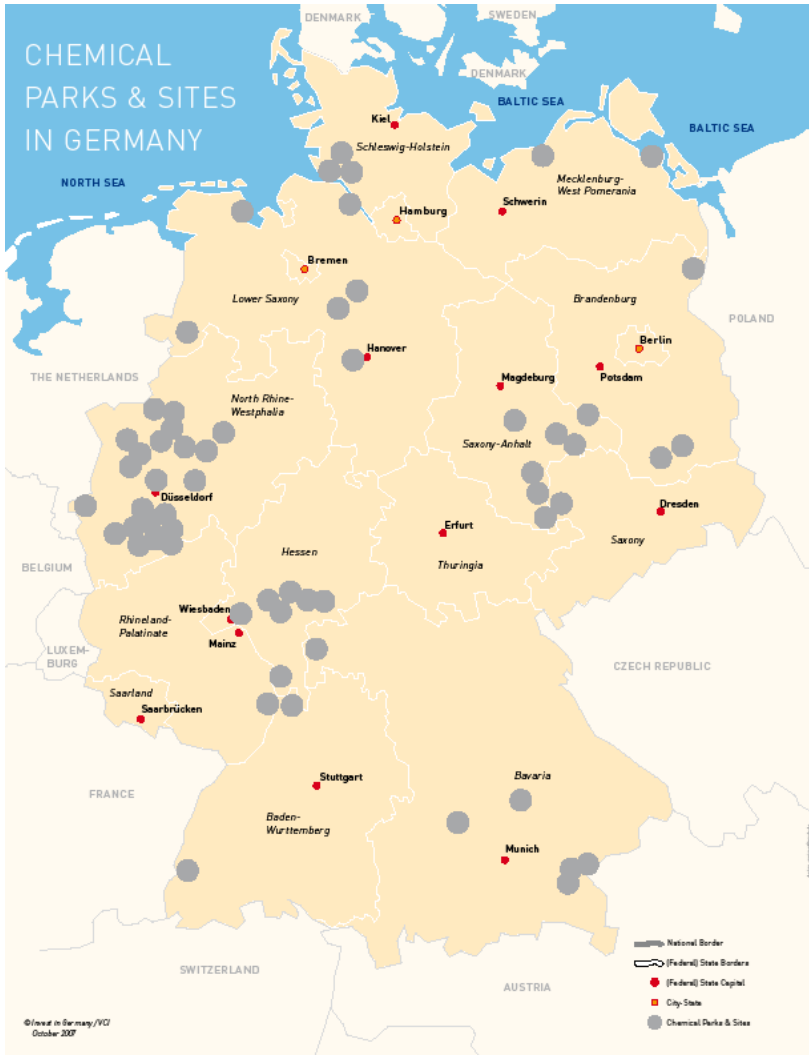 CHEMICAL
PARKS & SITES
IN GERMANY
DENMARK
SWEDEN
DENMARK
BALTIC SEA
BALTIC SEA
NORTH SEA
Kiel
Schleswig-Holstein
Mecklenburg-
West Pomerania
Schwerin
Hamburg
Bremen
Lower Saxony
Brandenburg
POLAND
Berlin
Hanover
Potsdam
Magdeburg
THE NETHERLANDS
North Rhine-
Westphalia
Saxony-Anhalt
Düsseldorf
Dresden
Erfurt
Saxony
Hessen
Thuringia
BELGIUM
Wiesbaden
Rhineland-
Palatinate
Mainz
LUXEM-
BURG
CZECH REPUBLIC
Saarland
Saarbrücken
Stuttgart
Bavaria
FRANCE
Baden-
Wurttemberg
Munich
SWITZERLAND
AUSTRIA
National Border
(Federal) State Borders
(Federal) State Capital
City-State
Chemical Parks & Sites
© Invest in Germany/VCI
October 2007